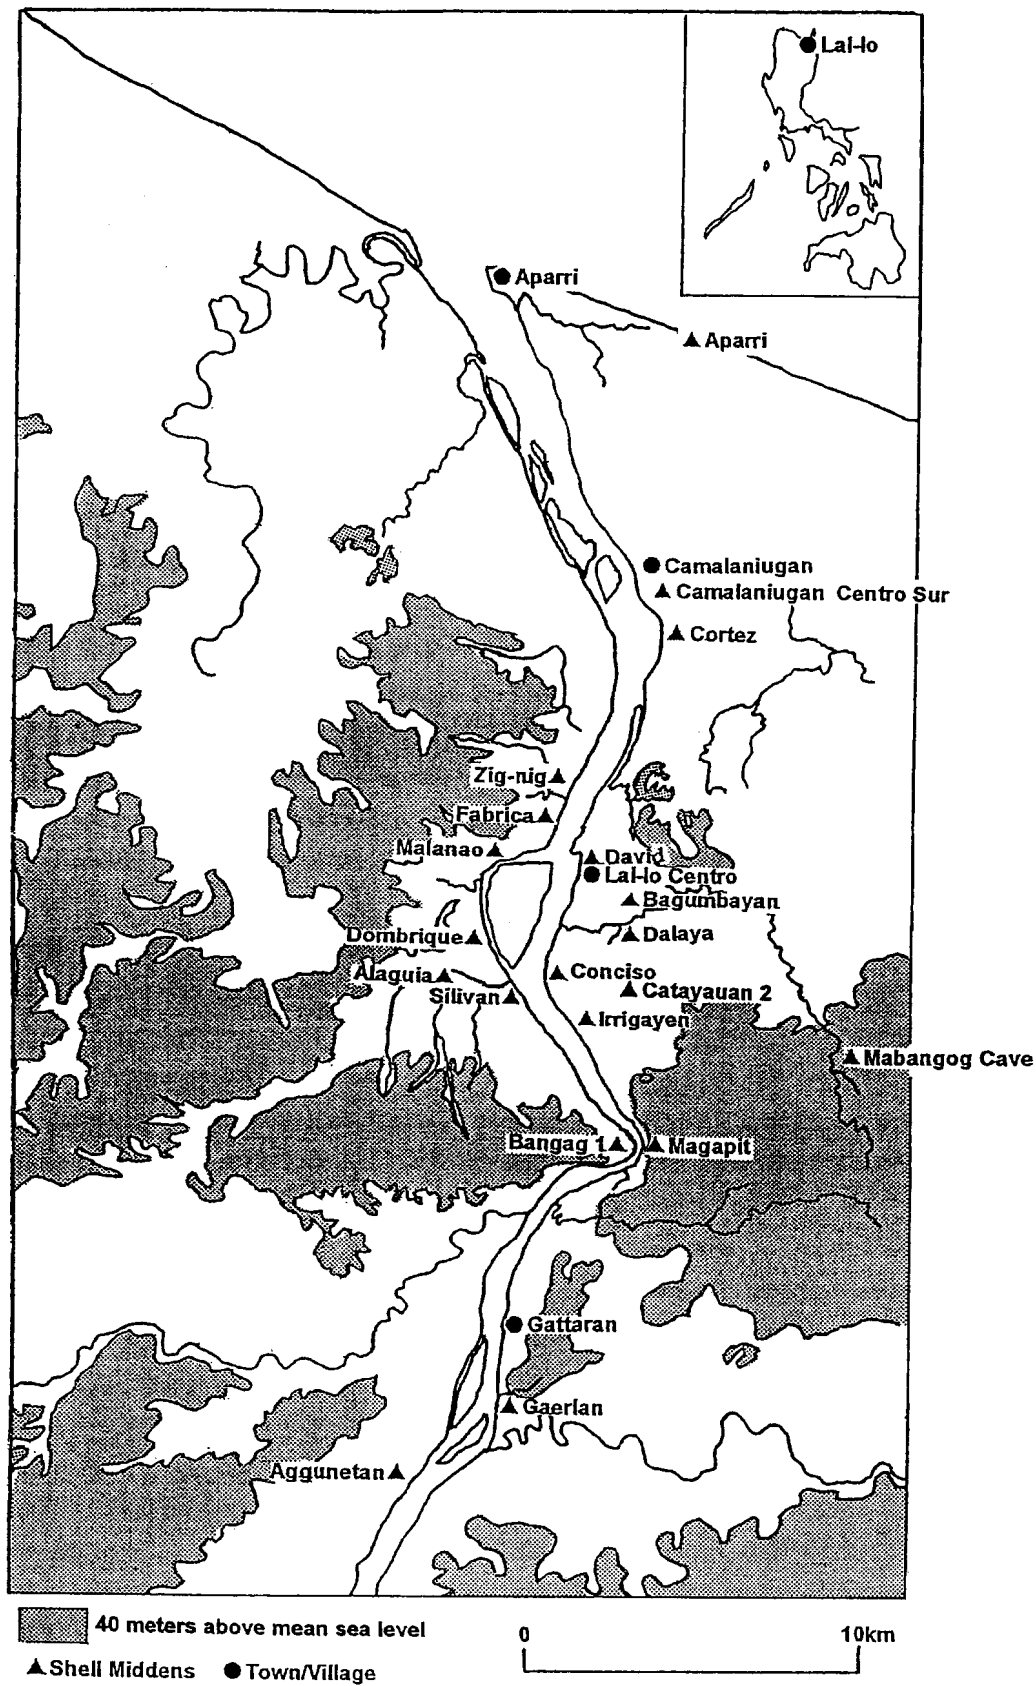 Lal-lo
Aparri
Aparri
Camalaniugan
Camalaniugan Centro Sur
Cortez
Zig-nig
Fabrica
Malanao
David
Lal-lo Centro
Bagumbayan
Dombrique
Dalaya
Alaguia
Conciso
Silivan
Catayauan 2
Irrigayen
Mabangog Cave
Bangag 1
Magapit
Gattaran
Gaerlan
Aggunetan
40 meters above mean sea level
0 10km
Shell Middens Town/Village